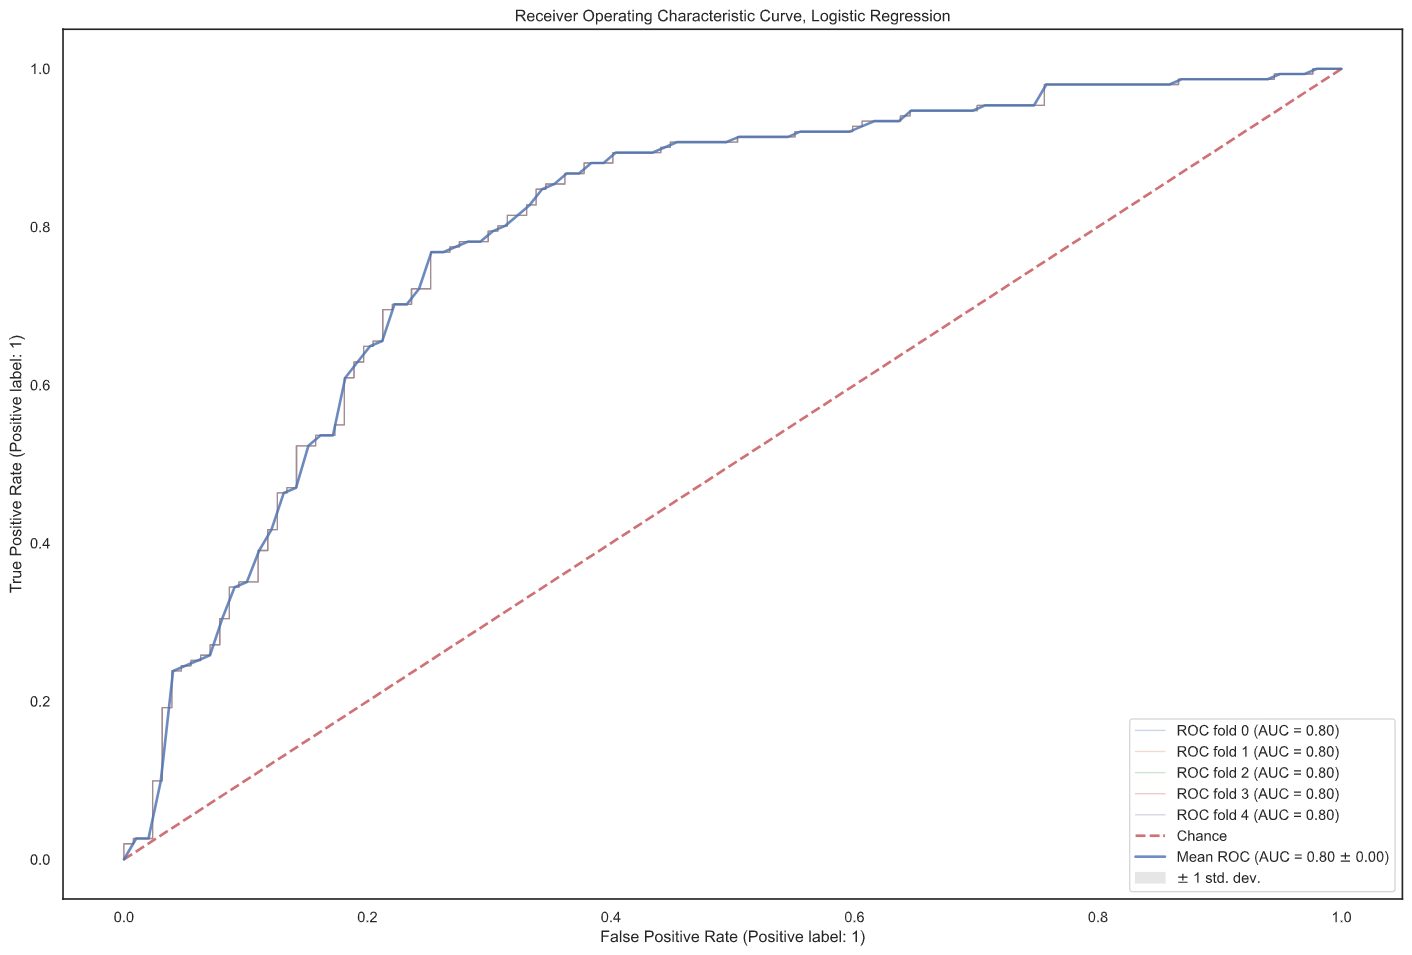 Receiver Operating Characteristic Curve, Logistic Regression
1.0
0.8
0.6
0.4
0.2
0.0
True Positive Rate (Positive label: 1)
ROC fold 0 (AUC = 0.80)
ROC fold 1 (AUC = 0.80)
ROC fold 2 (AUC = 0.80)
ROC fold 3 (AUC = 0.80)
ROC fold 4 (AUC = 0.80)
Chance
Mean ROC (AUC = 0.80 ± 0.00)
± 1 std. dev.
0.0 0.2 0.4 0.6 0.8 1.0
False Positive Rate (Positive label: 1)